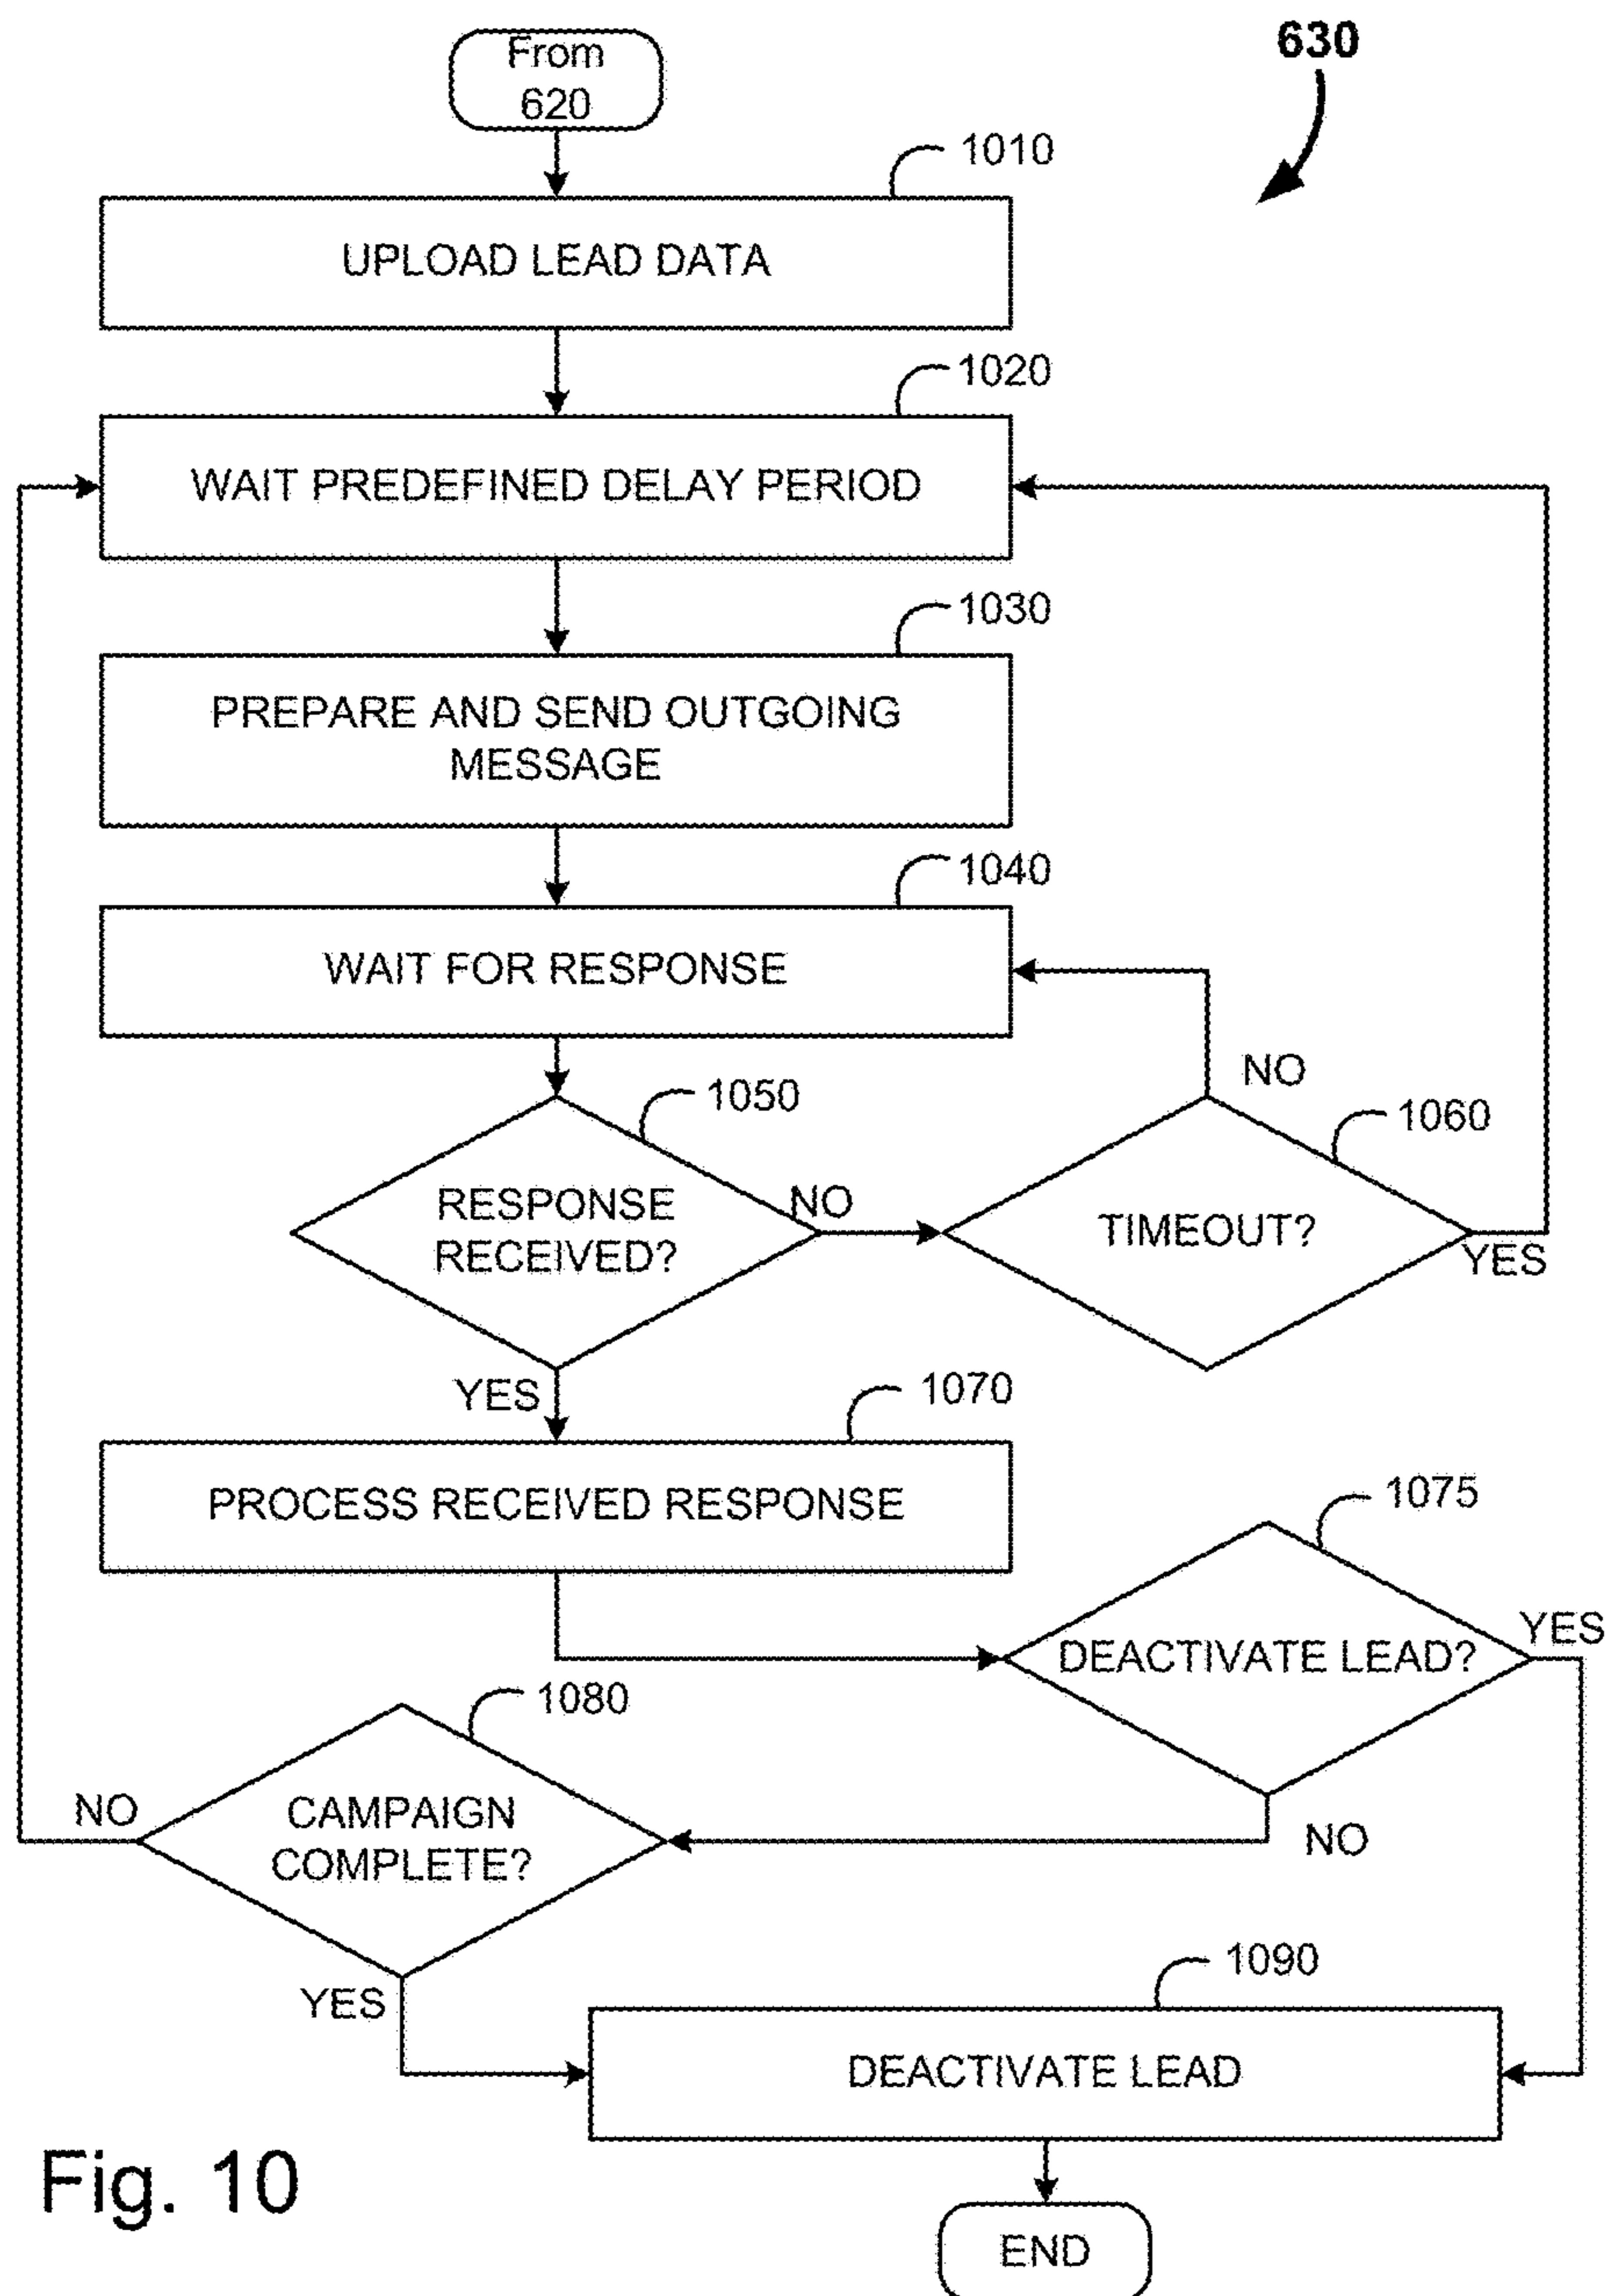 From
620
630
1010
UPLOAD LEAD DATA
1020
WAIT PREDEFINED DELAY PERIOD
1030
PREPARE AND SEND OUTGOING
MESSAGE
1040
WAIT FOR RESPONSE
NO
1050
1060
RESPONSE
RECEIVED?
NO
TIMEOUT?
YES
YES
1070
PROCESS RECEIVED RESPONSE
1075
DEACTIVATE LEAD?
YES
1080
NO
CAMPAIGN
COMPLETE?
NO
YES
1090
DEACTIVATE LEAD
Fig. 10
END